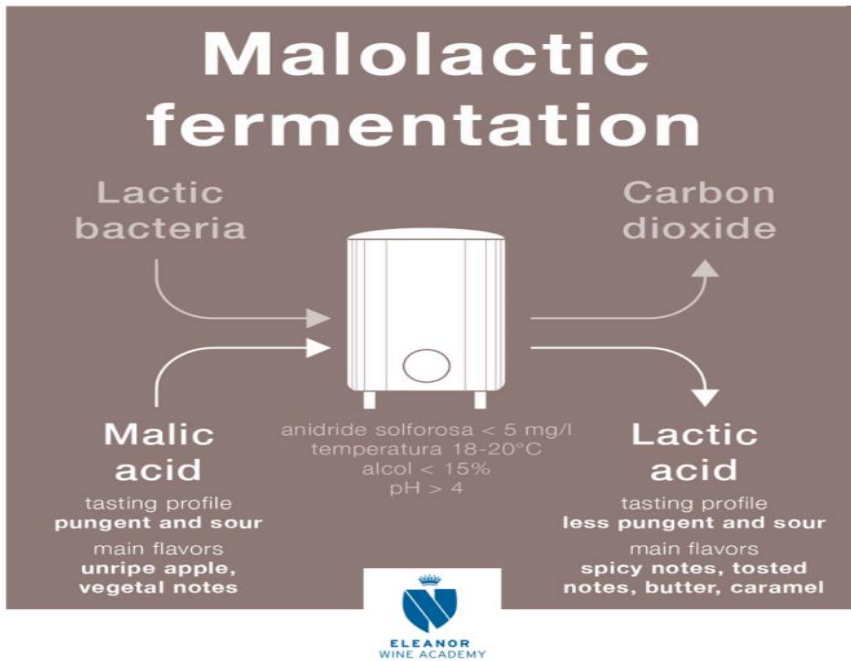 Malolactic
fermentation
Lactic
bacteria
Carbon
dioxide
Malic
acid
tasting profile
pungent and sour
main flavors
unripe apple,
vegetal notes
anidride solforosa < 5 mg/l
temperatura 18-20°C
alcol < 15%
pH > 4
Lactic
acid
tasting profile
less pungent and sour
main flavors
spicy notes, tosted
notes, butter, caramel
ELEANOR
WINE ACADEMY